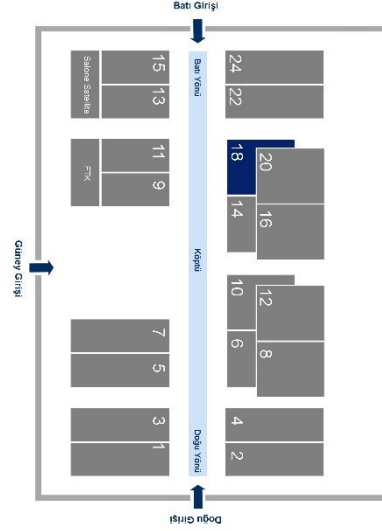 Batı Girişi
Salone Satellite
15
13
Batı Yönü
24
22
FTK
11
9
18
20
14
16
Köptü
Güney Girişi
10
12
6
8
7
5
3
1
Doğu Yönü
4
2
Doğu Girişi